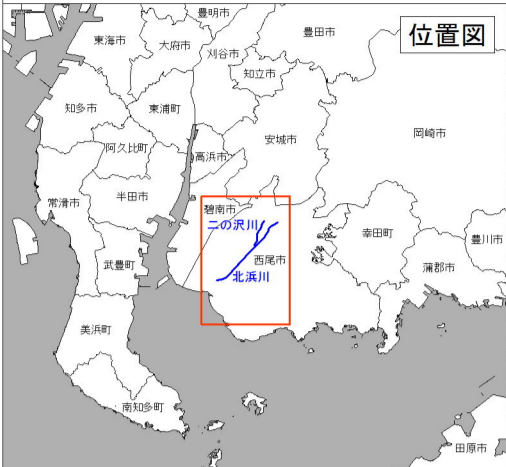 位置図
豊明市
豊田市
東海市
大府市
刈谷市
知立市
知多市
東浦町
安城市
岡崎市
阿久比町
高浜市
常滑市
半田市
碧南市
二の沢川
幸田町
豊川市
西尾市
武豊町
北浜川
蒲郡市
美浜町
南知多町
田原市